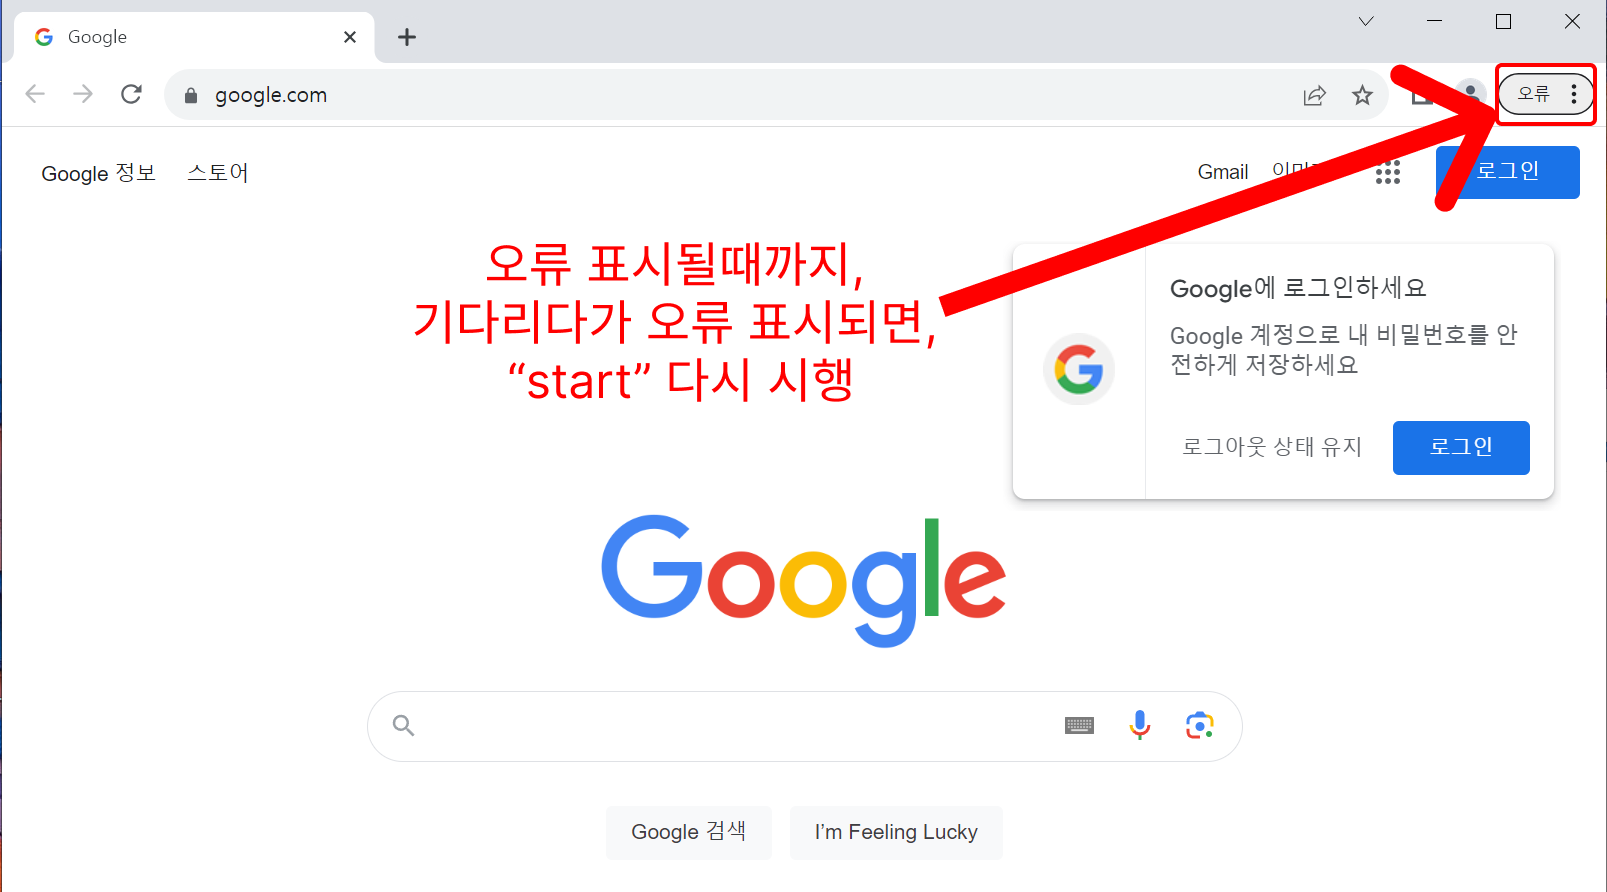 Google
google.com
오류
Google 정보 스토어
Gmail
로그인
오류 표시될때까지,
기다리다가 오류 표시되면,
“start” 다시 시행
Google에 로그인하세요
Google 계정으로 내 비밀번호를 안
전하게 저장하세요
로그아웃 상태 유지 로그인
Google
Google 검색 I’m Feeling Lucky